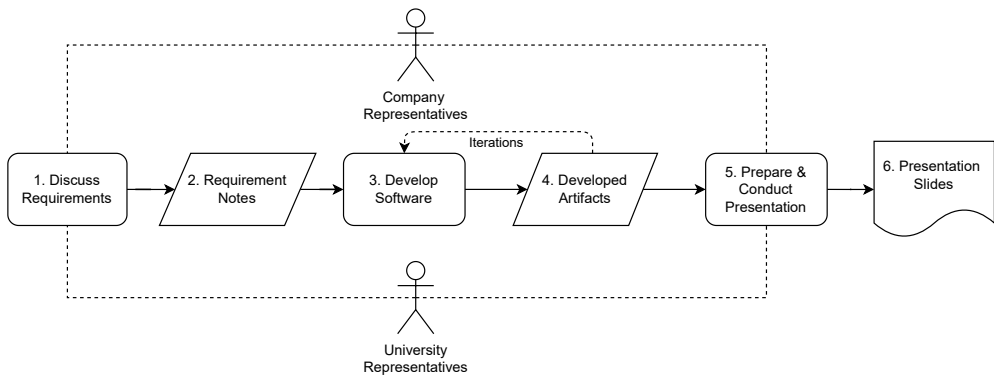 Company
Representatives
Iterations
1. Discuss
Requirements
2. Requirement
Notes
3. Develop
Software
4. Developed
Artifacts
5. Prepare &
Conduct
Presentation
6. Presentation
Slides
University
Representatives